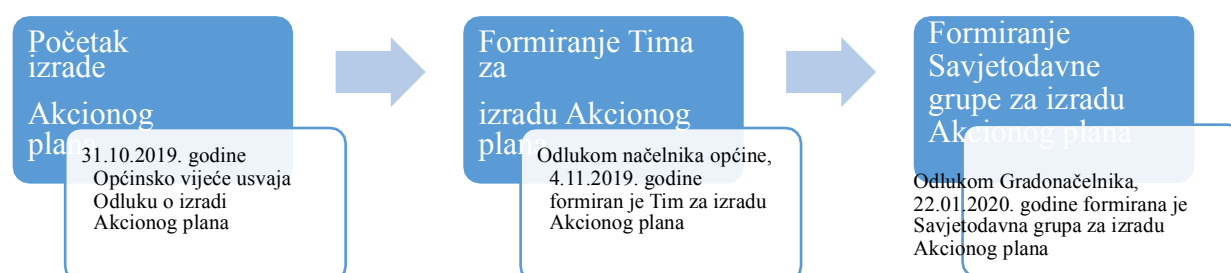 Početak
izrade
Akcionog
plana
31.10.2019. godine
Općinsko vijeće usvaja
Odluku o izradi
Akcionog plana
Formiranje Tima
za
izradu Akcionog
plana
Odlukom načelnika općine,
4.11.2019. godine
formiran je Tim za izradu
Akcionog plana
Formiranje
Savjetodavne
grupe za izradu
Akcionog plana
Odlukom Gradonačelnika,
22.01.2020. godine formirana je
Savjetodavna grupa za izradu
Akcionog plana